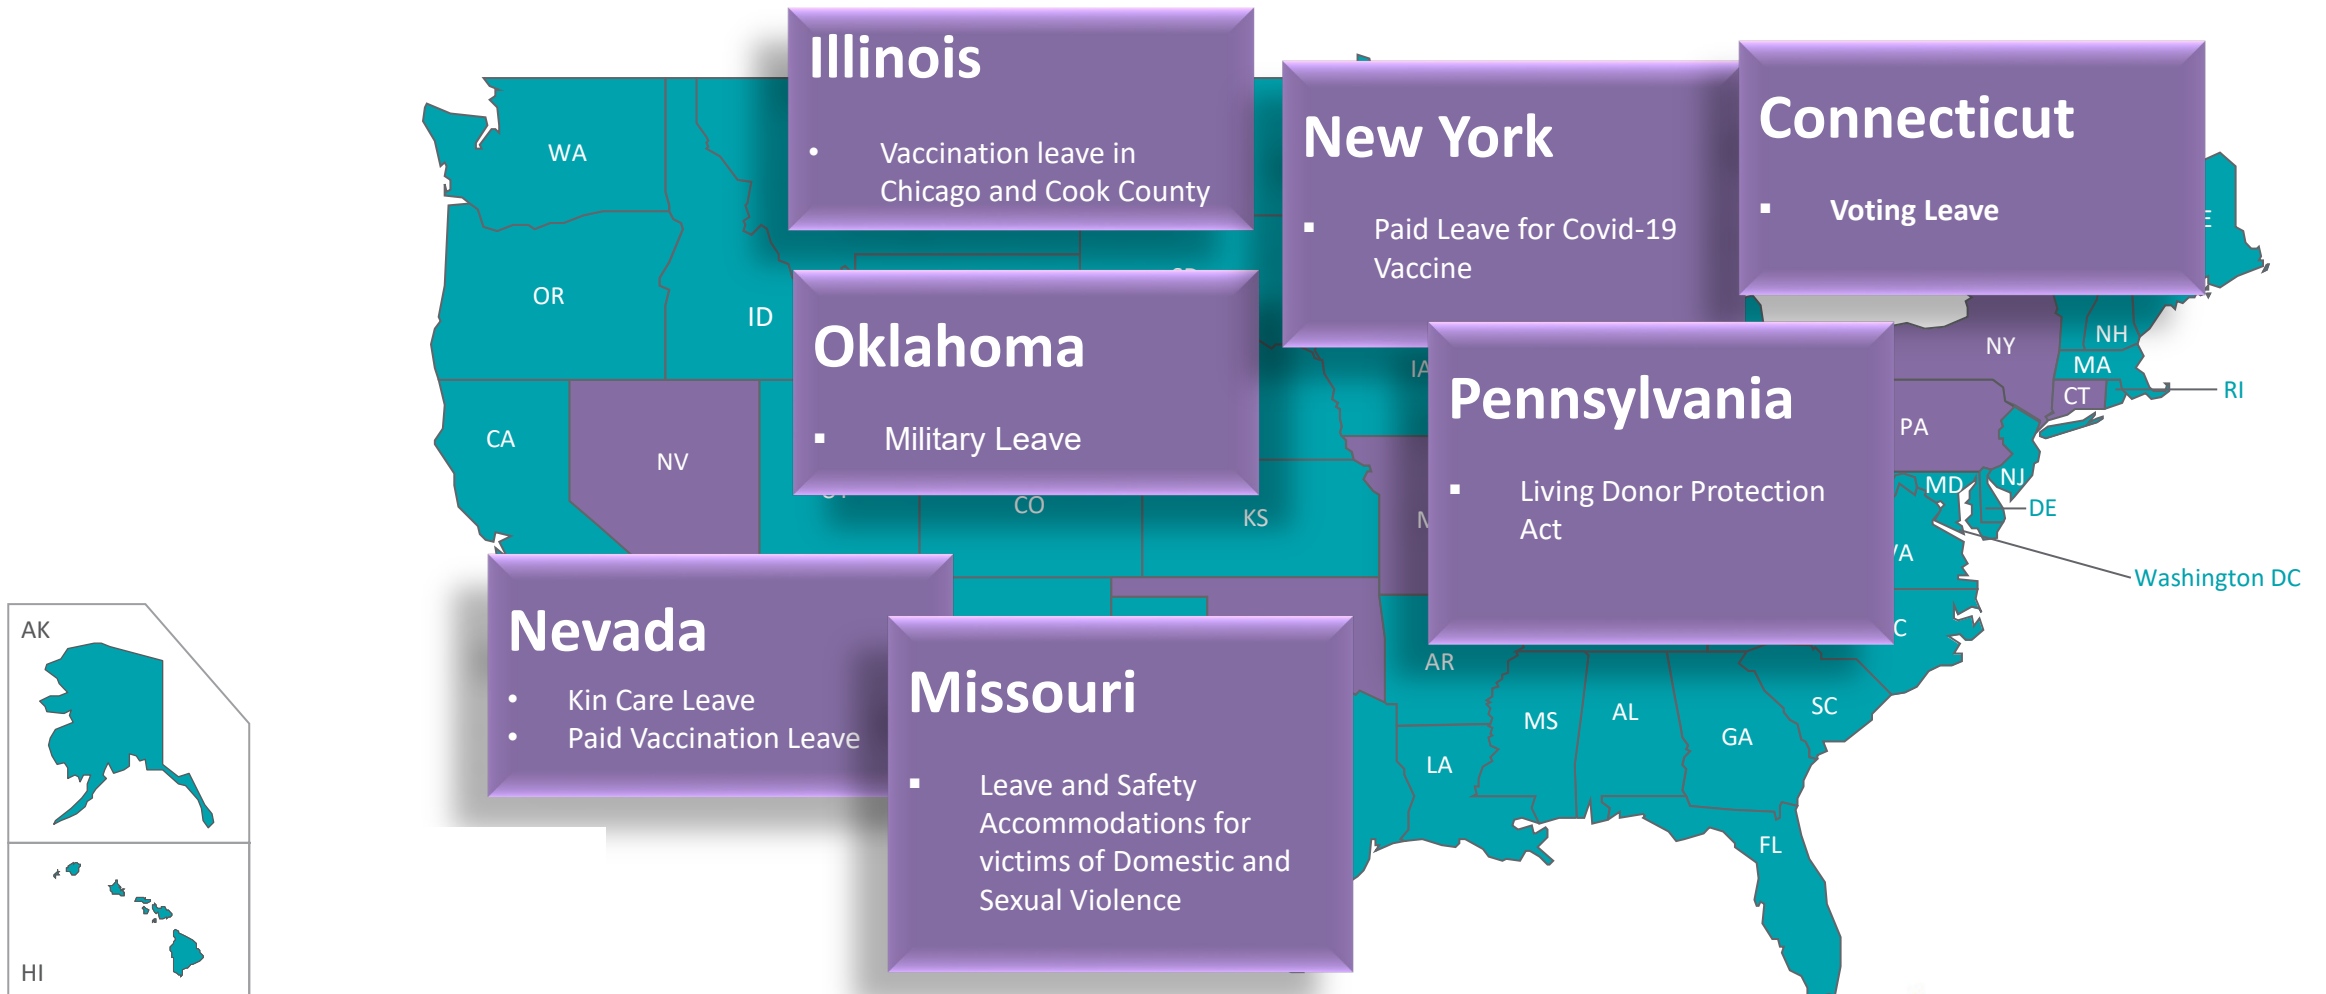 Illinois
• Vaccination leave in
Chicago and Cook County
New York
▪ Paid Leave for Covid-19
Vaccine
Connecticut
▪ Voting Leave
Oklahoma
▪ Military Leave
Pennsylvania
▪ Living Donor Protection
Act
Nevada
• Kin Care Leave
• Paid Vaccination Leave
Missouri
▪ Leave and Safety
Accommodations for
victims of Domestic and
Sexual Violence
WA
OR
ID
CA
NV
CO
KS
AR
LA
MS
AL
GA
SC
FL
NY
NH
MA
CT
RI
PA
NJ
MD
DE
Washington DC
AK
HI